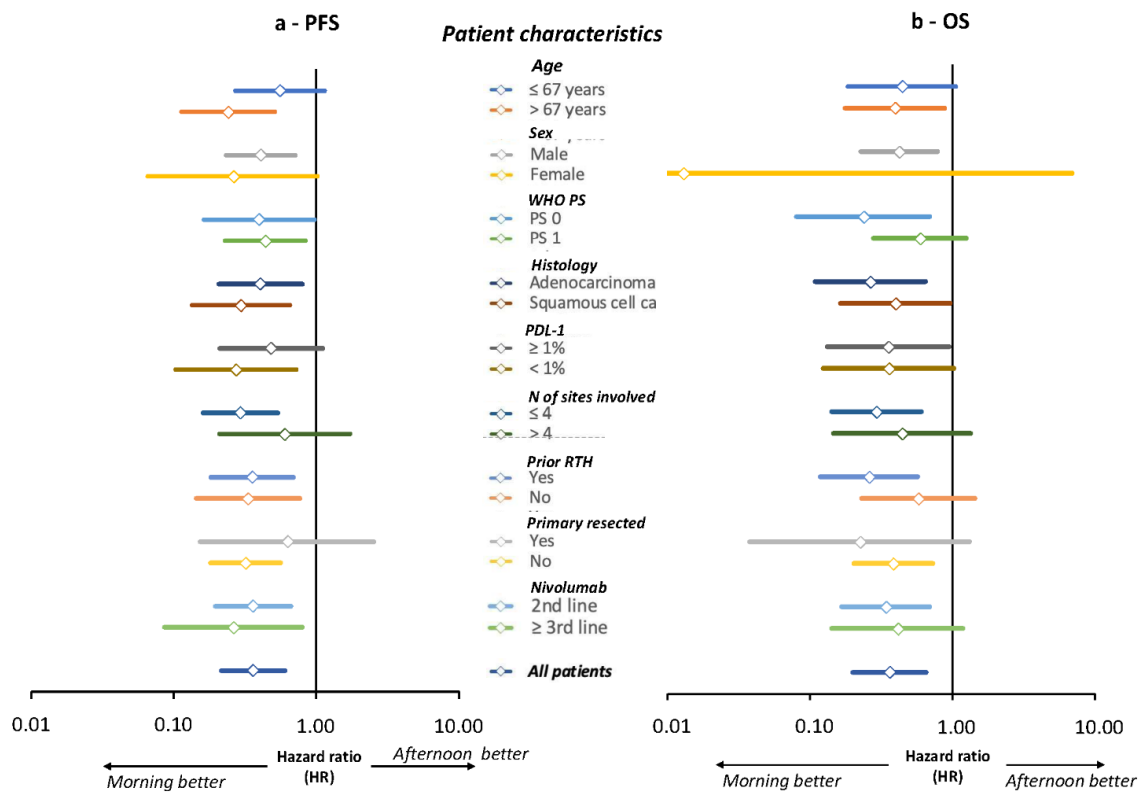 a - PFS
Patient characteristics
b - OS
Age
≤ 67 years
> 67 years
Sex
Male
Female
WHO PS
PS 0
PS 1
Histology
Adenocarcinoma
Squamous cell ca
PDL-1
≥ 1%
< 1%
N of sites involved
≤ 4
> 4
Prior RTH
Yes
No
Primary resected
Yes
No
Nivolumab
2nd line
≥ 3rd line
All patients
0.01 0.10 1.00 10.00
0.01 0.10 1.00 10.00
Morning better
Hazard ratio
(HR)
Afternoon better
Morning better
Hazard ratio
(HR)
Afternoon better